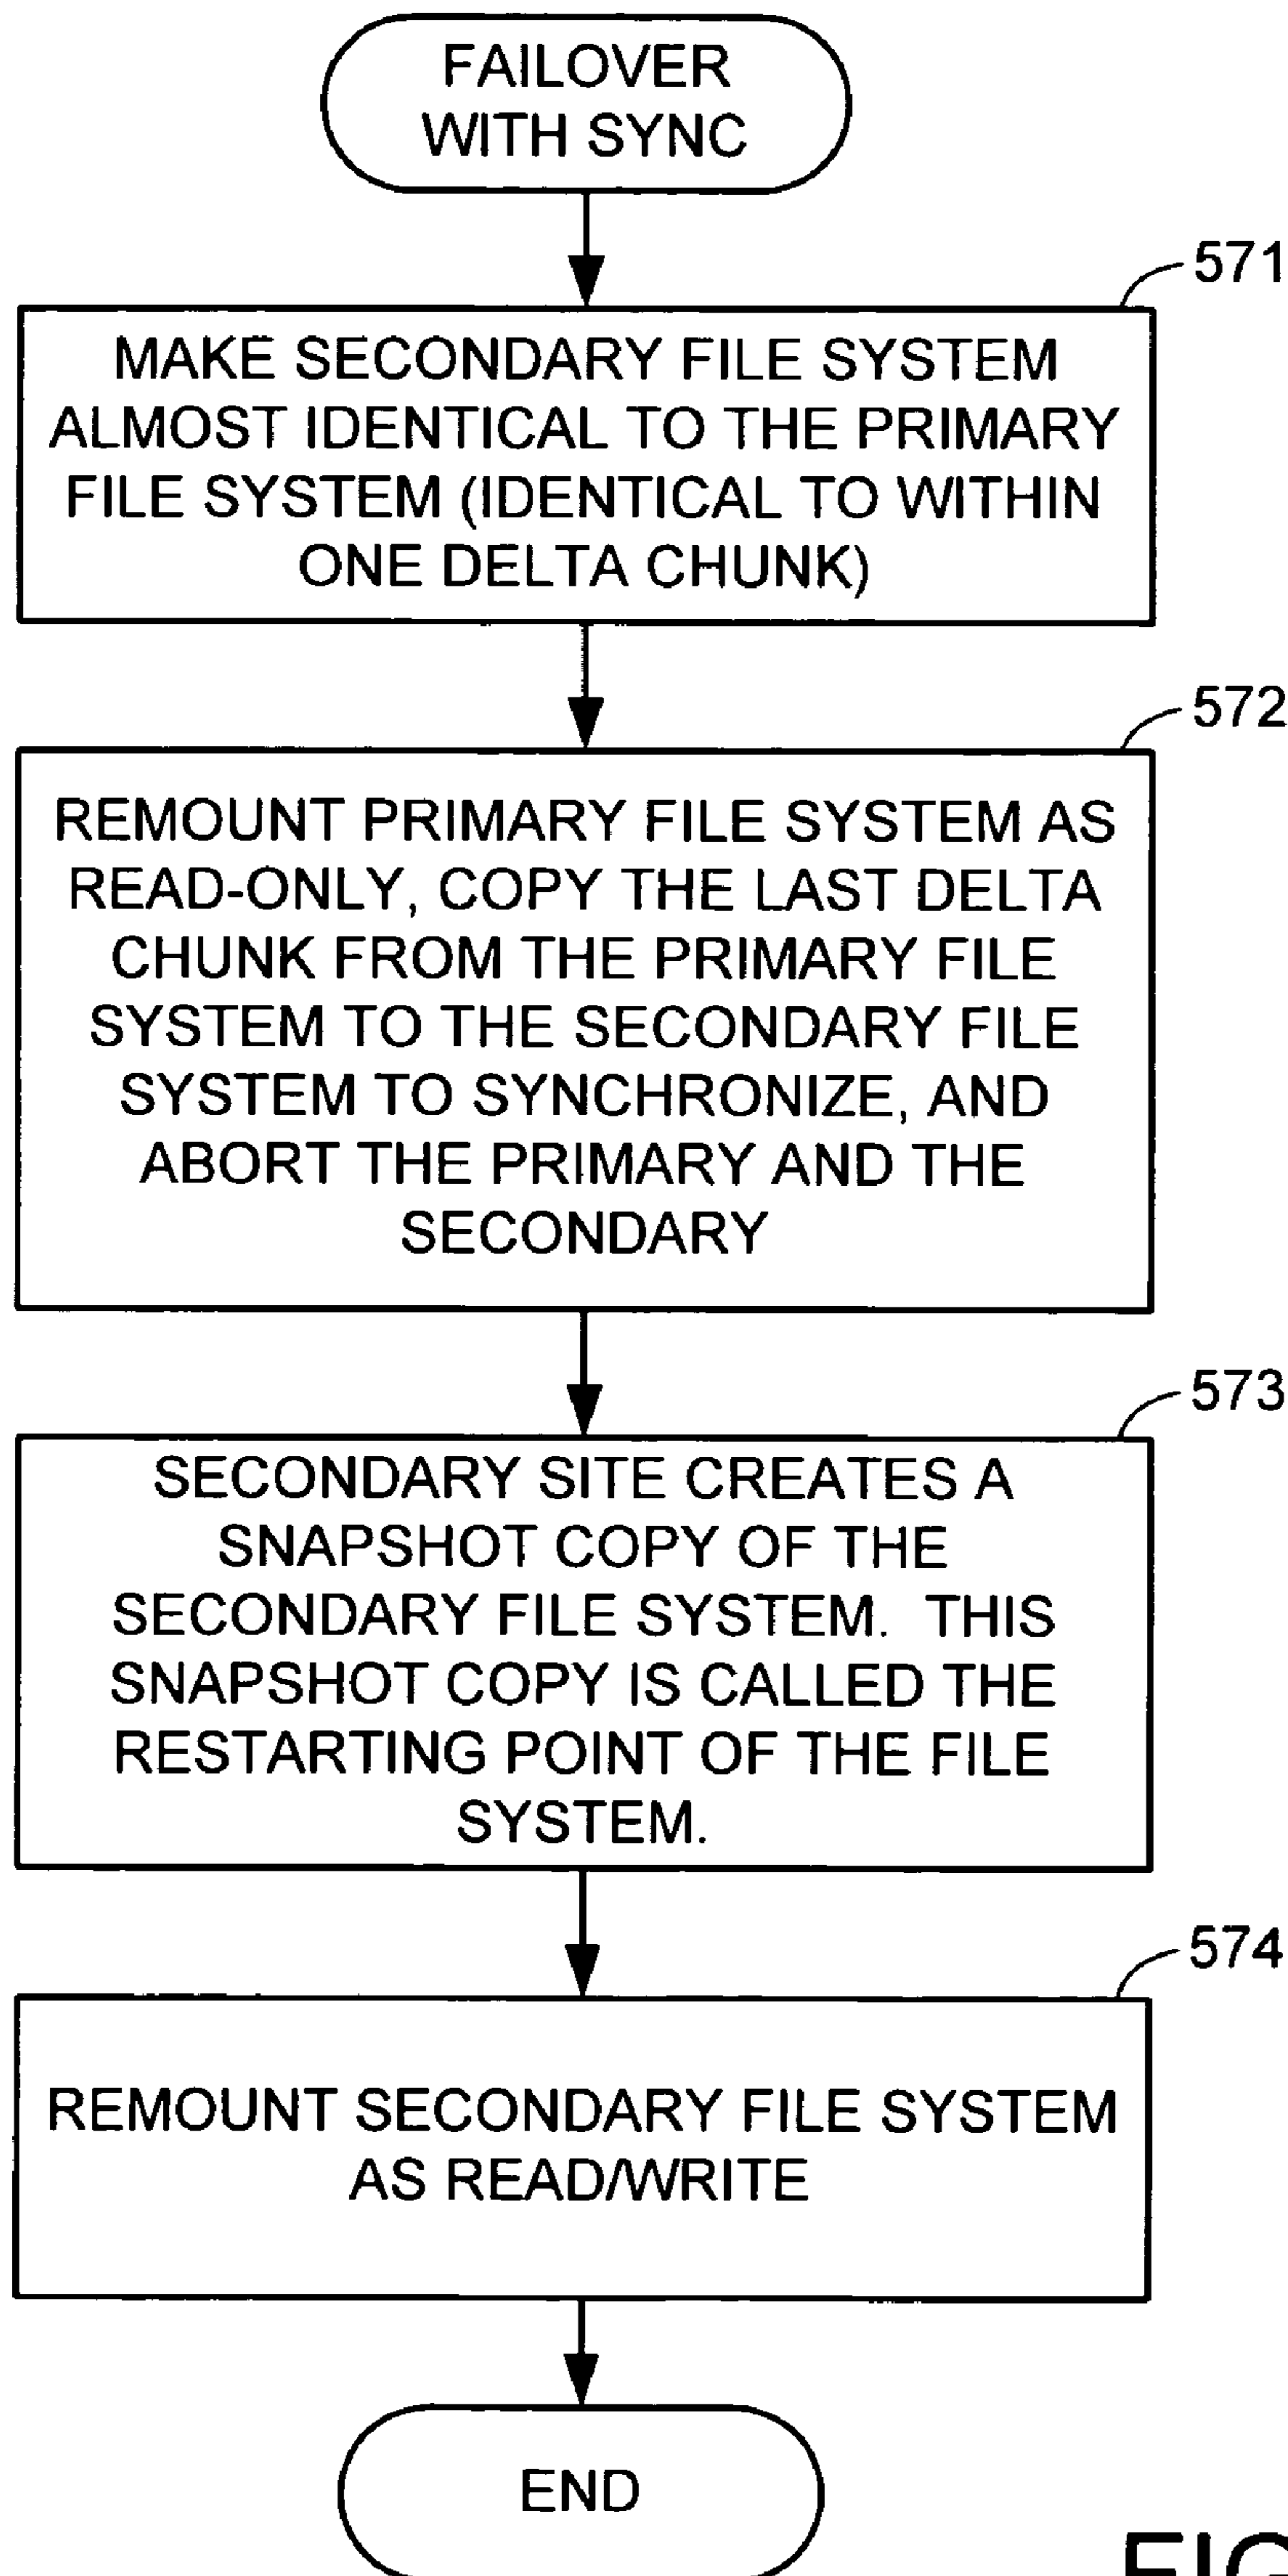 FAILOVER
WITH SYNC
571
MAKE SECONDARY FILE SYSTEM
ALMOST IDENTICAL TO THE PRIMARY
FILE SYSTEM (IDENTICAL TO WITHIN
ONE DELTA CHUNK)
572
REMOUNT PRIMARY FILE SYSTEM AS
READ-ONLY, COPY THE LAST DELTA
CHUNK FROM THE PRIMARY FILE
SYSTEM TO THE SECONDARY FILE
SYSTEM TO SYNCHRONIZE, AND
ABORT THE PRIMARY AND THE
SECONDARY
573
SECONDARY SITE CREATES A
SNAPSHOT COPY OF THE
SECONDARY FILE SYSTEM. THIS
SNAPSHOT COPY IS CALLED THE
RESTARTING POINT OF THE FILE
SYSTEM.
574
REMOUNT SECONDARY FILE SYSTEM
AS READ/WRITE
END